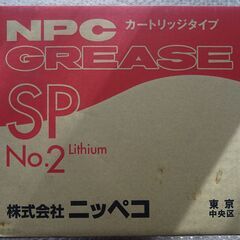 NPC カートリッジタイプ
GREASE
SP
No.2 Lithium
株式会社 ニッペコ 東京
中央区